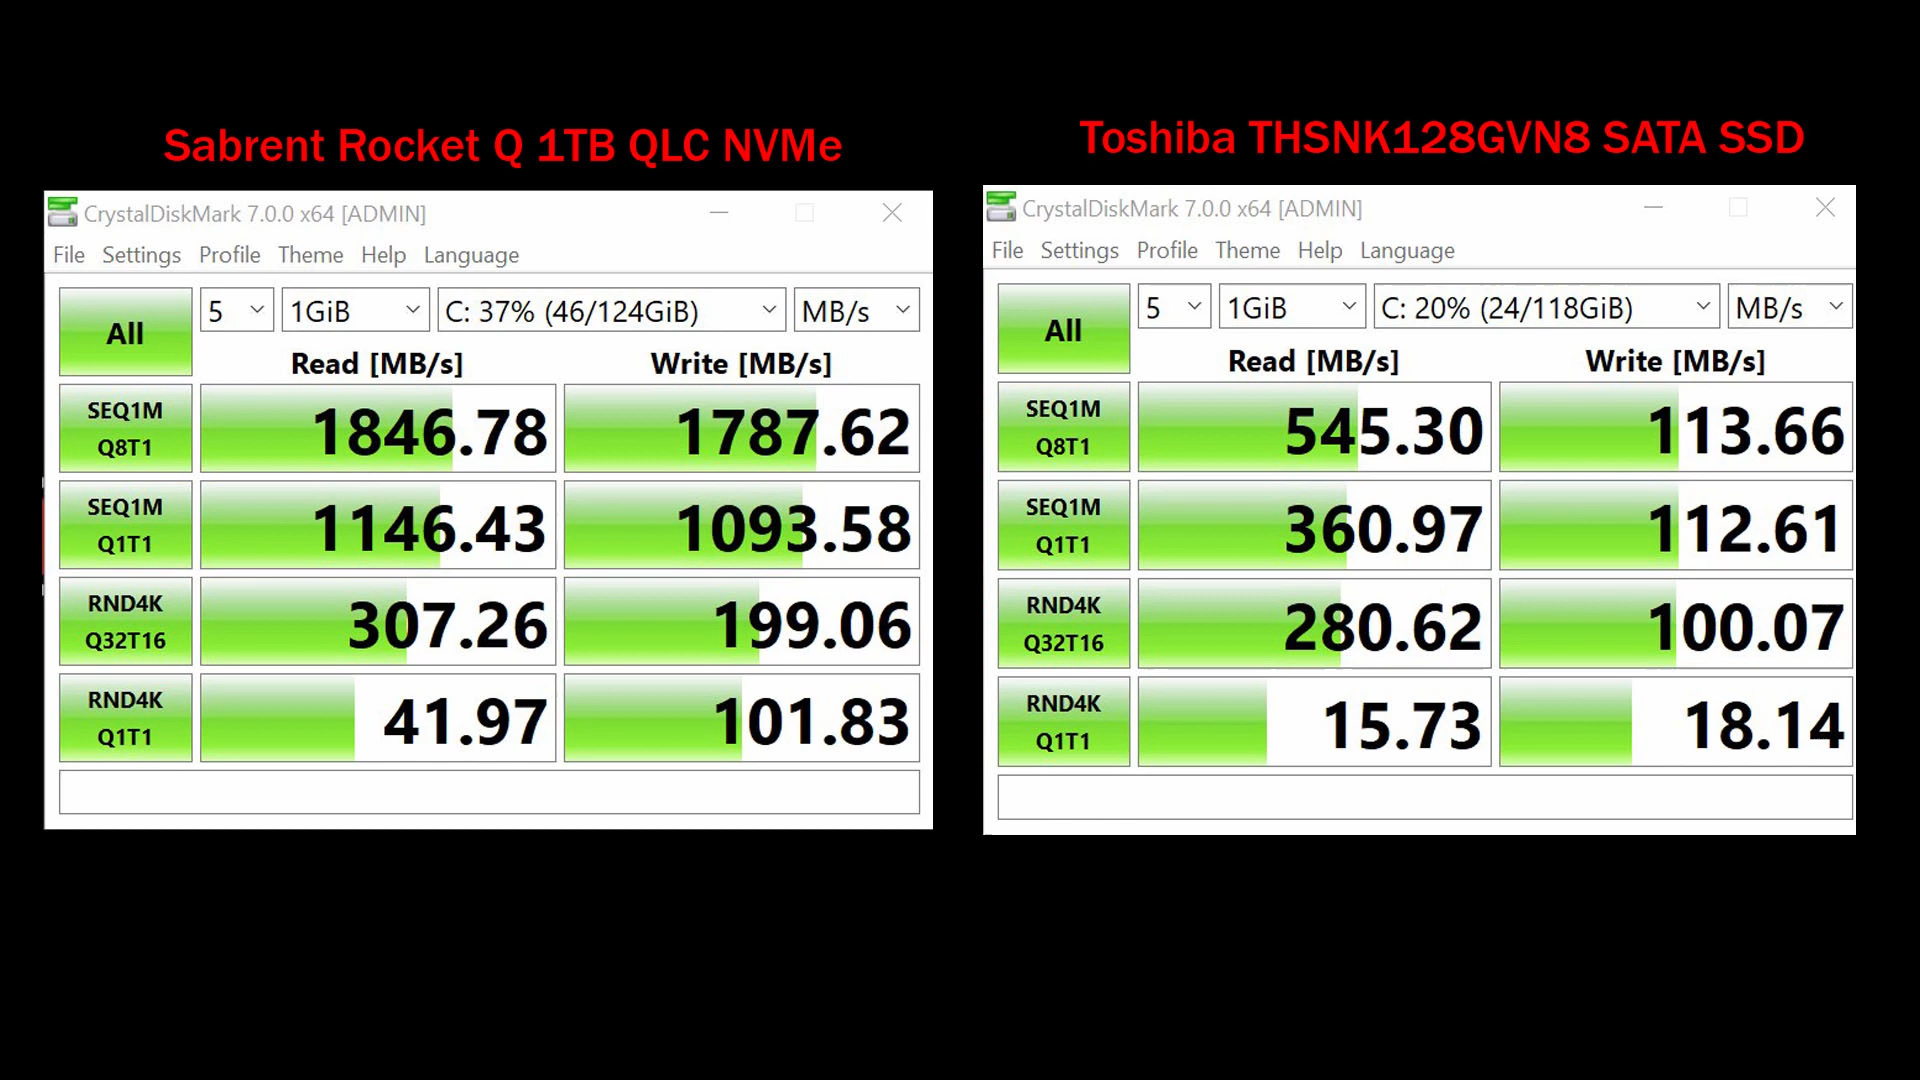 Sabrent Rocket Q 1TB QLC NVMe
CrystalDiskMark 7.0.0 x64 [ADMIN]
File Settings Profile Theme Help Language
All 5 1GiB C: 37% (46/124GiB) MB/s
Read [MB/s] Write [MB/s]
SEQ1M
Q8T1
1846.78 1787.62
SEQ1M
Q1T1
1146.43 1093.58
RND4K
Q32T16
307.26 199.06
RND4K
Q1T1
41.97 101.83
Toshiba THSNK128GVN8 SATA SSD
CrystalDiskMark 7.0.0 x64 [ADMIN]
File Settings Profile Theme Help Language
All 5 1GiB C: 20% (24/118GiB) MB/s
Read [MB/s] Write [MB/s]
SEQ1M
Q8T1
545.30 113.66
SEQ1M
Q1T1
360.97 112.61
RND4K
Q32T16
280.62 100.07
RND4K
Q1T1
15.73 18.14